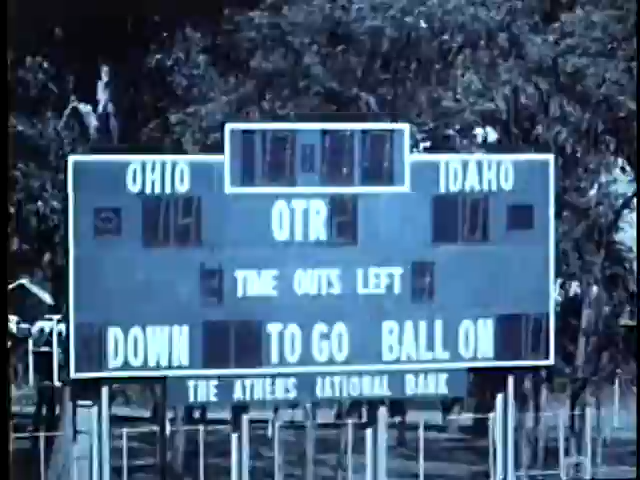 OHIO IDAHO
QTR
TIME OUTS LEFT
DOWN TO GO BALL ON
THE ATHENS NATIONAL BANK